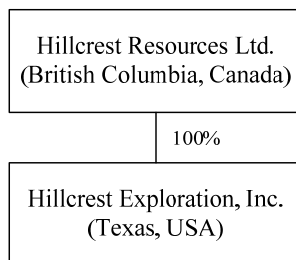 Hillcrest Resources Ltd.
(British Columbia, Canada)
100%
Hillcrest Exploration, Inc.
(Texas, USA)